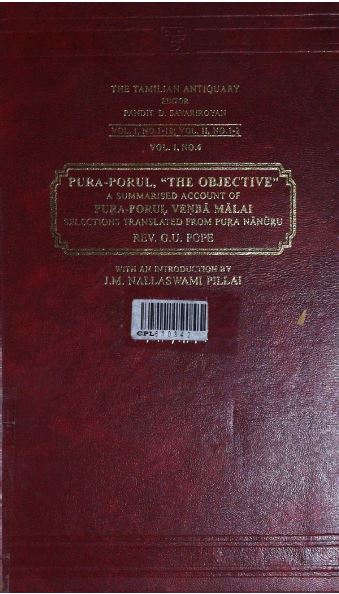 THE TAMILIAN ANTIQUARY
EDITOR
PANDIT D. SAVARIROYAN
VOL. I, NO.1-10; VOL. II, NO.1-2
VOL. I, NO.6
PURA-PORUL, "THE OBJECTIVE"
A SUMMARISED ACCOUNT OF
PURA-PORUL VEṆBĀ MĀLAI
SELECTIONS TRANSLATED FROM PURA NĀNŪRU
REV. G.U. POPE
WITH AN INTRODUCTION BY
J.M. NALLASWAMI PILLAI